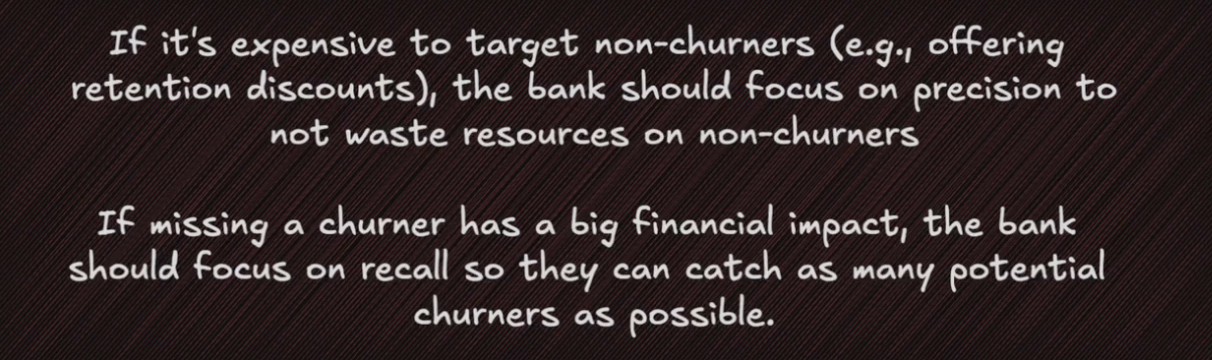 If it's expensive to target non-churners (e.g., offering
retention discounts), the bank should focus on precision to
not waste resources on non-churners
If missing a churner has a big financial impact, the bank
should focus on recall so they can catch as many potential
churners as possible.